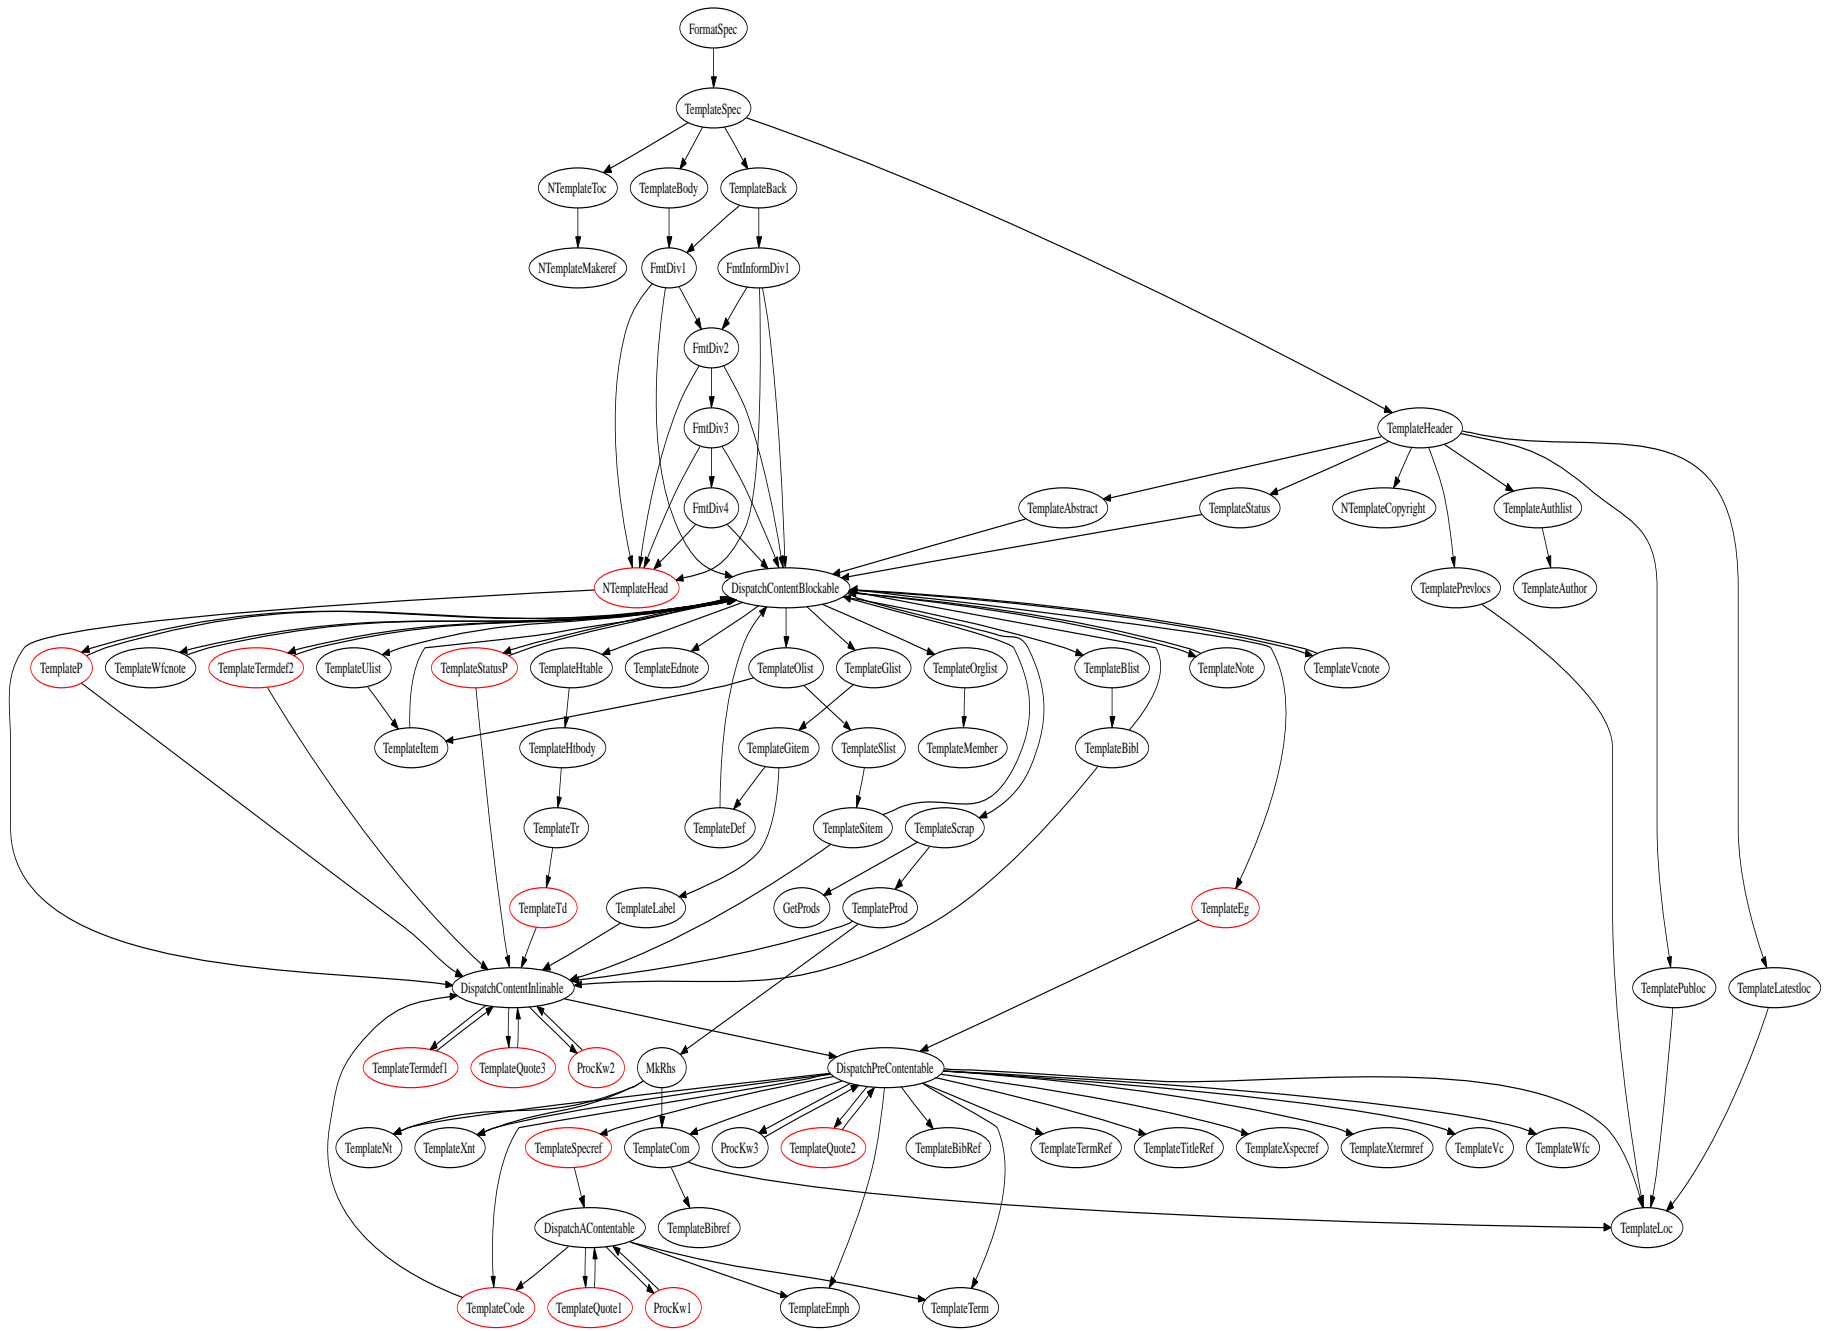 FormatSpec
TemplateSpec
NTemplateToc
TemplateBody
TemplateBack
NTemplateMakeref
FmtDiv1
FmtInformDiv1
FmtDiv2
FmtDiv3
TemplateHeader
FmtDiv4
TemplateAbstract
TemplateStatus
NTemplateCopyright
TemplateAuthlist
NTemplateHead
DispatchContentBlockable
TemplatePrevlocs
TemplateAuthor
TemplateP
TemplateWfcnote
TemplateTermdef2
TemplateUlist
TemplateStatusP
TemplateHtable
TemplateEdnote
TemplateOlist
TemplateGlist
TemplateOrglist
TemplateBlist
TemplateNote
TemplateVcnote
TemplateItem
TemplateHtbody
TemplateGitem
TemplateSlist
TemplateMember
TemplateBibl
TemplateTr
TemplateDef
TemplateSitem
TemplateScrap
TemplateTd
TemplateLabel
GetProds
TemplateProd
TemplateEg
DispatchContentInlinable
TemplatePubloc
TemplateLatestloc
TemplateTermdef1
TemplateQuote3
ProcKw2
MkRhs
DispatchPreContentable
TemplateNt
TemplateXnt
TemplateSpecref
TemplateCom
ProcKw3
TemplateQuote2
TemplateBibRef
TemplateTermRef
TemplateTitleRef
TemplateXspecref
TemplateXtermref
TemplateVc
TemplateWfc
DispatchAContentable
TemplateBibref
TemplateLoc
TemplateCode
TemplateQuote1
ProcKw1
TemplateEmph
TemplateTerm